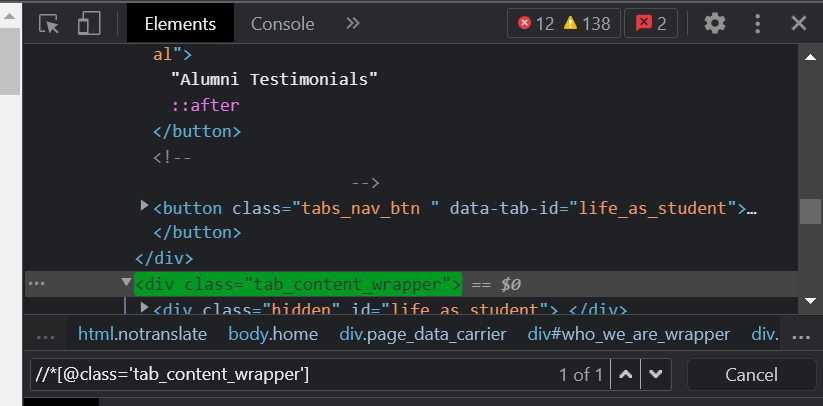 Elements Console » 12 138 2
al">
"Alumni Testimonials"
::after
</button>
<!--
-->
<button class="tabs_nav_btn " data-tab-id="life_as_student">…
</button>
</div>
… <div class="tab_content_wrapper"> == $0
<div class="hidden" id="life_as_student"> </div>
… html.notranslate body.home div.page_data_carrier div#who_we_are_wrapper div. …
//*[@class='tab_content_wrapper'] 1 of 1 Cancel